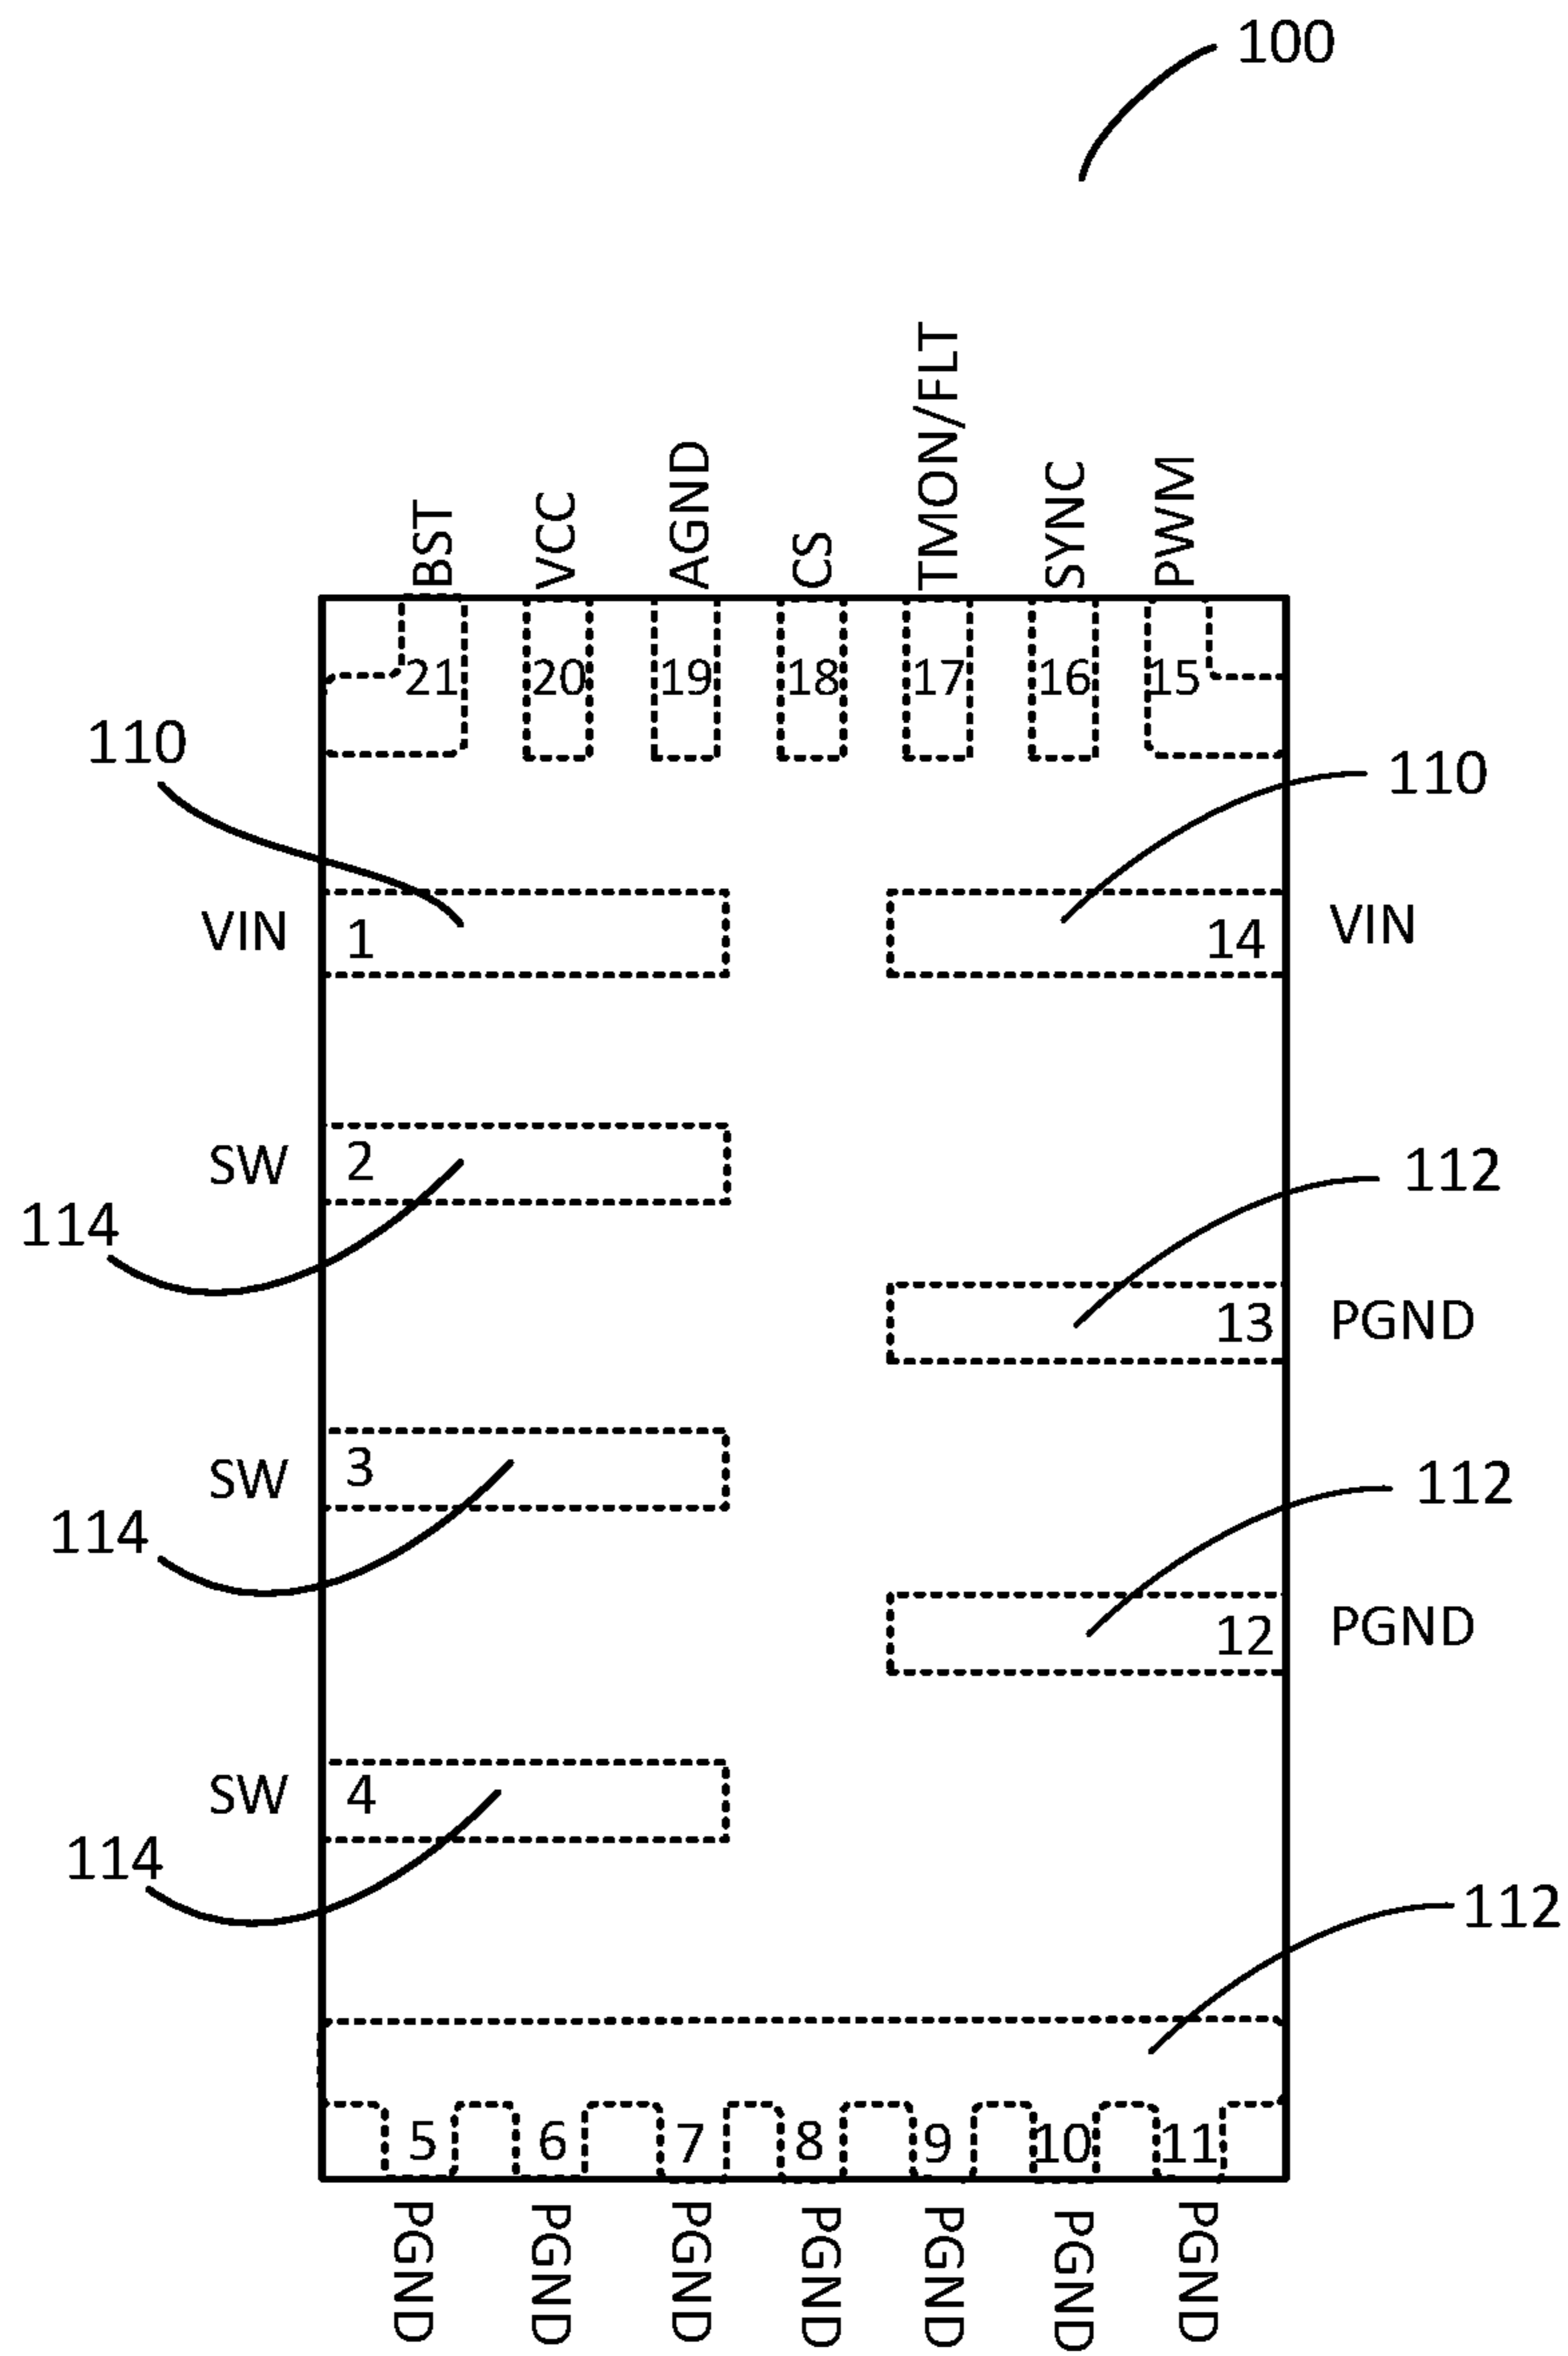 100
BST
VCC
AGND
CS
TMON/FLT
SYNC
PWM
21
20
19
18
17
16
15
110
110
VIN
1
14
VIN
SW
2
112
114
13
PGND
SW
3
112
114
12
PGND
SW
4
114
112
5
6
7
8
9
10
11
PGND
PGND
PGND
PGND
PGND
PGND
PGND